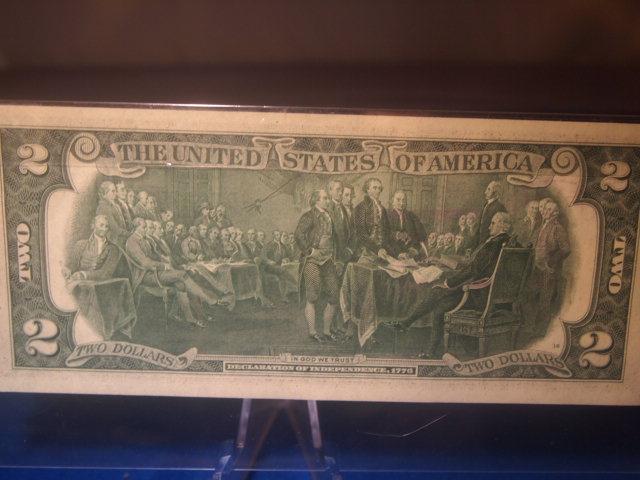 THE UNITED STATES OF AMERICA
2
2
TWO
TWO
2
2
TWO DOLLARS
IN GOD WE TRUST
TWO DOLLARS
DECLARATION OF INDEPENDENCE, 1776